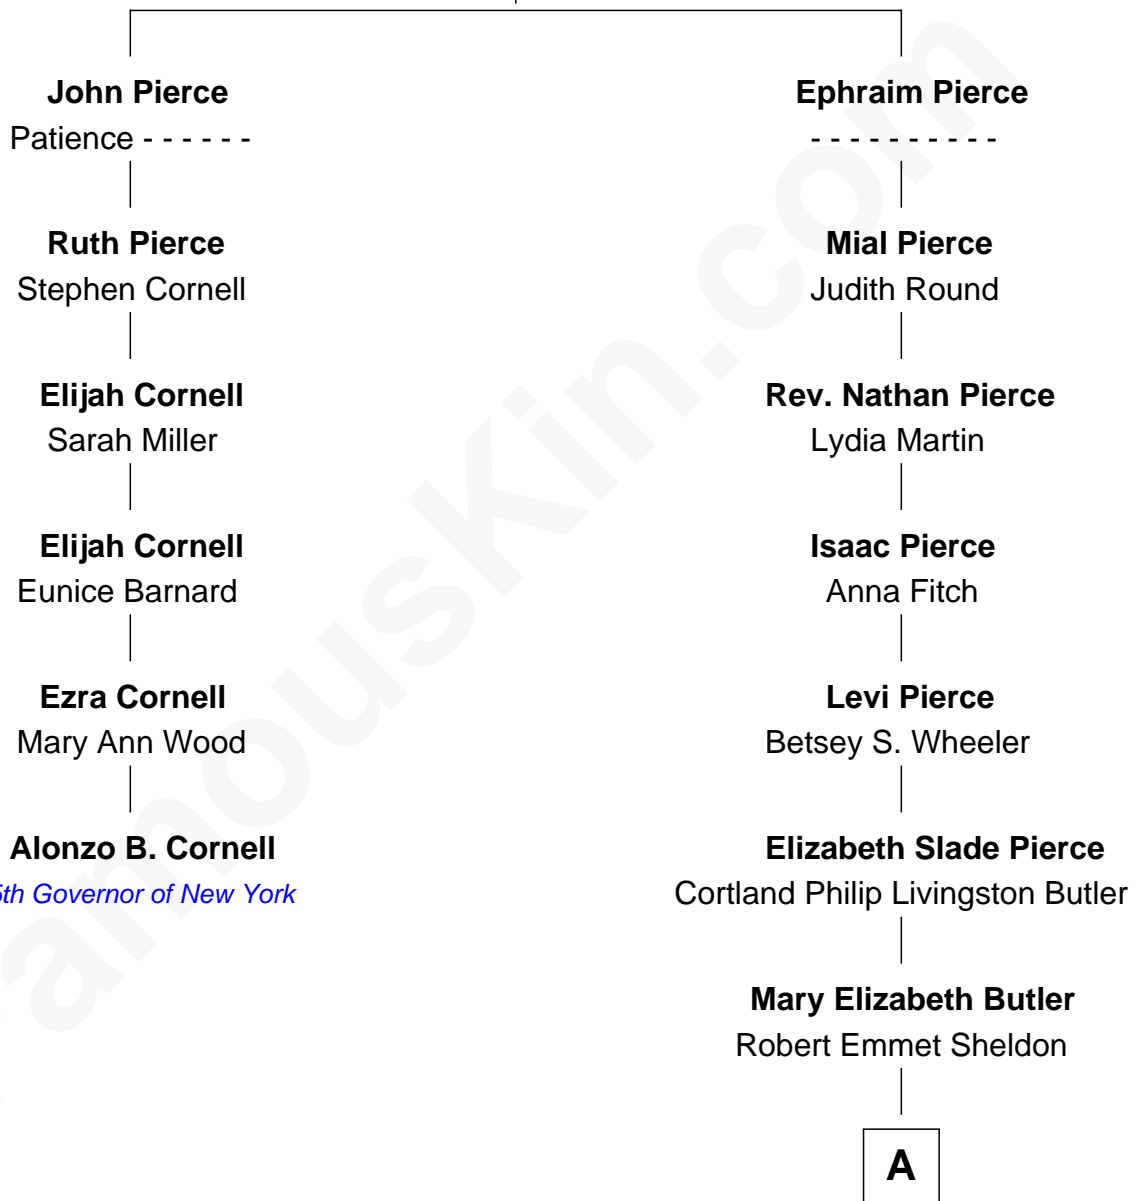 John Pierce
Patience - - - - - -
Ephraim Pierce
- - - - - - - - - -
Ruth Pierce
Stephen Cornell
Mial Pierce
Judith Round
Elijah Cornell
Sarah Miller
Rev. Nathan Pierce
Lydia Martin
Elijah Cornell
Eunice Barnard
Isaac Pierce
Anna Fitch
Ezra Cornell
Mary Ann Wood
Levi Pierce
Betsey S. Wheeler
Alonzo B. Cornell
5th Governor of New York
Elizabeth Slade Pierce
Cortland Philip Livingston Butler
Mary Elizabeth Butler
Robert Emmet Sheldon
A
amousKin.com